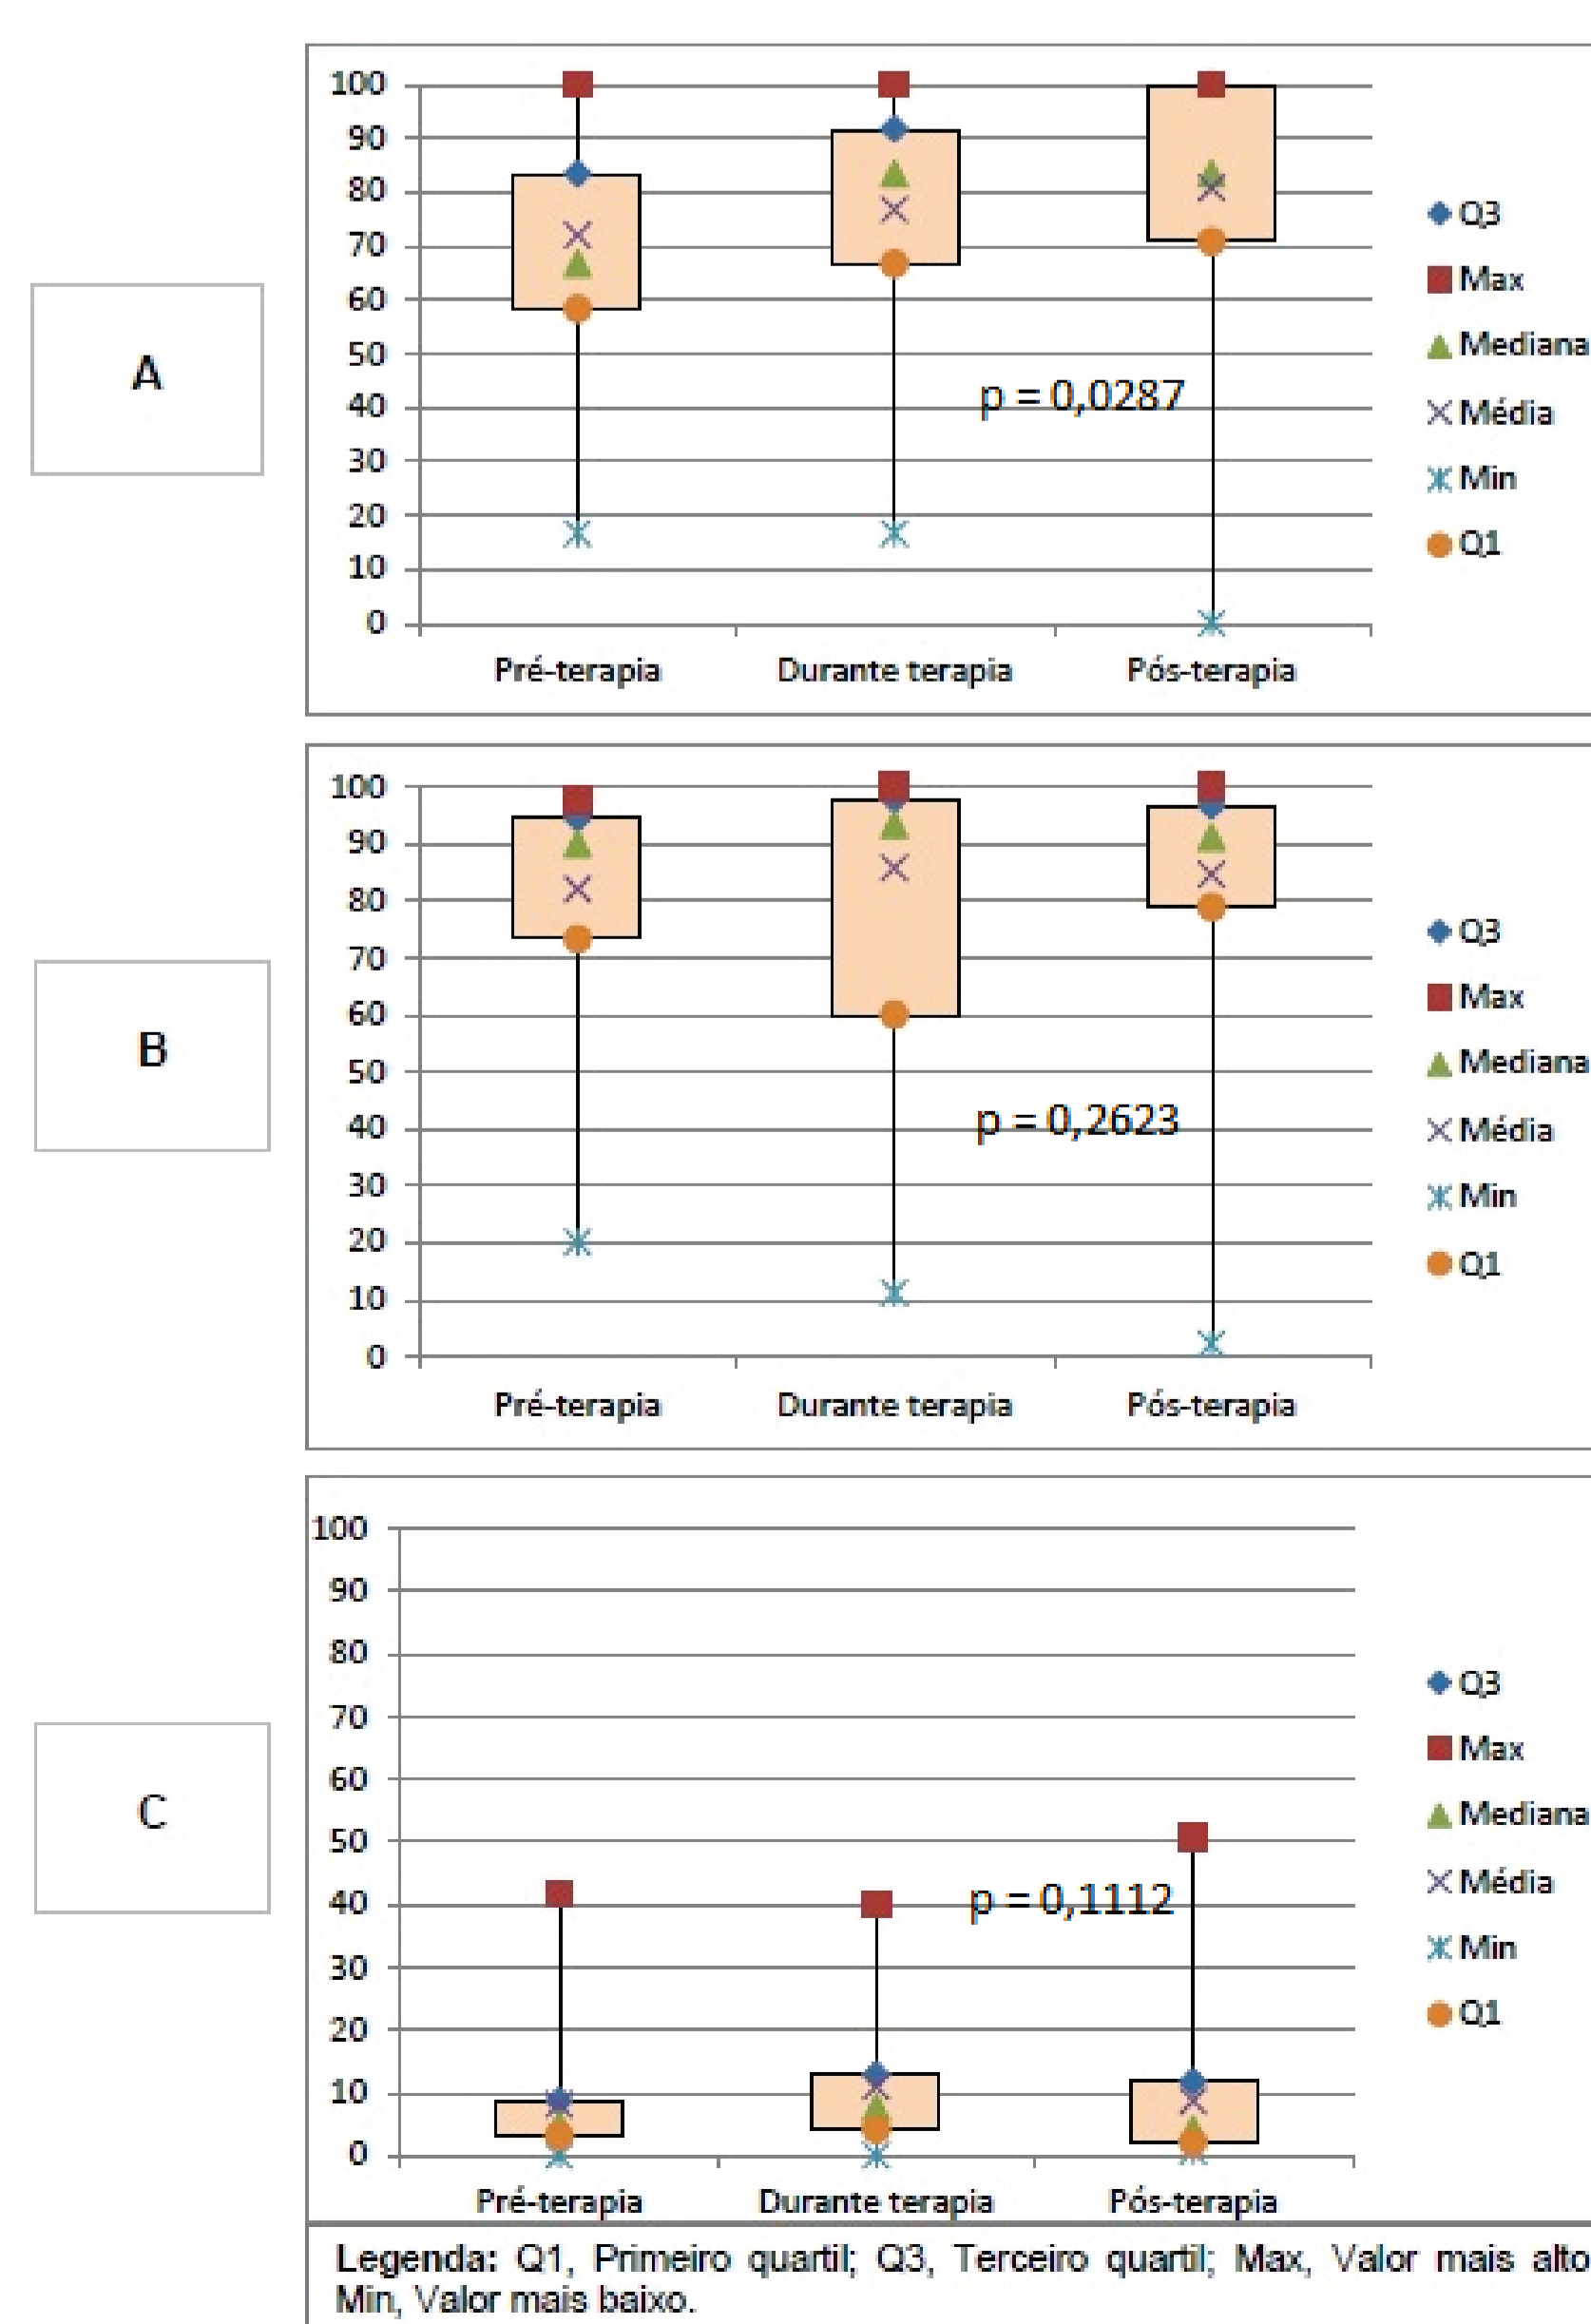 A
100
90
80
70
60
50
40
30
20
10
0
p = 0,0287
Pré-terapia Durante terapia Pós-terapia
Q3
Max
Mediana
Média
Min
Q1
B
100
90
80
70
60
50
40
30
20
10
0
p = 0,2623
Pré-terapia Durante terapia Pós-terapia
Q3
Max
Mediana
Média
Min
Q1
C
100
90
80
70
60
50
40
30
20
10
0
p = 0,1112
Pré-terapia Durante terapia Pós-terapia
Q3
Max
Mediana
Média
Min
Q1
Legenda: Q1, Primeiro quartil; Q3, Terceiro quartil; Max, Valor mais alto
Min, Valor mais baixo.